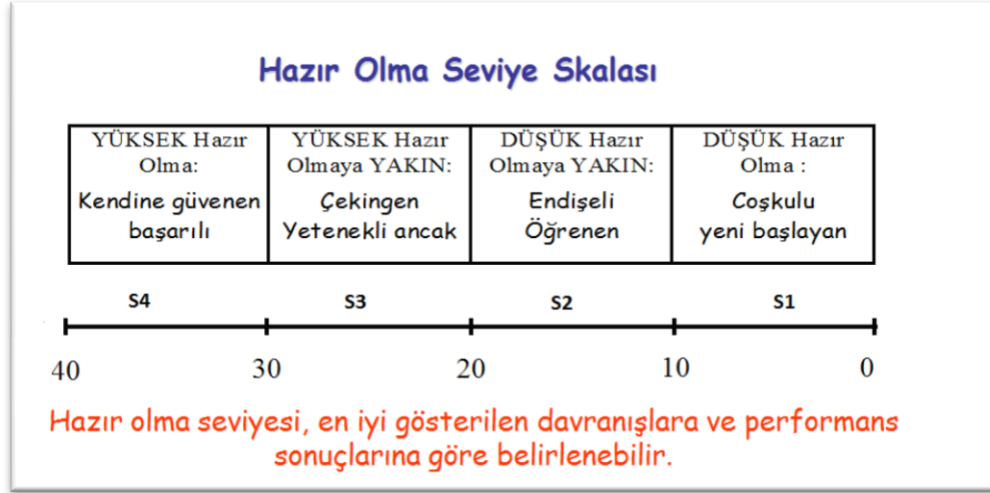 Hazır Olma Seviye Skalası
YÜKSEK Hazır
Olma:
Kendine güvenen
başarılı
YÜKSEK Hazır
Olmaya YAKIN:
Çekingen
Yetenekli ancak
DÜŞÜK Hazır
Olmaya YAKIN:
Endişeli
Öğrenen
DÜŞÜK Hazır
Olma :
Coşkulu
yeni başlayan
S4 S3 S2 S1
40 30 20 10 0
Hazır olma seviyesi, en iyi gösterilen davranışlara ve performans
sonuçlarına göre belirlenebilir.